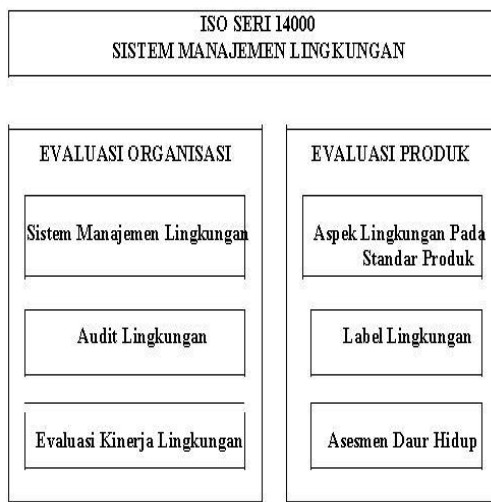 ISO SERI 14000
SISTEM MANAJEMEN LINGKUNGAN
EVALUASI ORGANISASI
Sistem Manajemen Lingkungan
Audit Lingkungan
Evaluasi Kinerja Lingkungan
EVALUASI PRODUK
Aspek Lingkungan Pada
Standar Produk
Label Lingkungan
Asesmen Daur Hidup